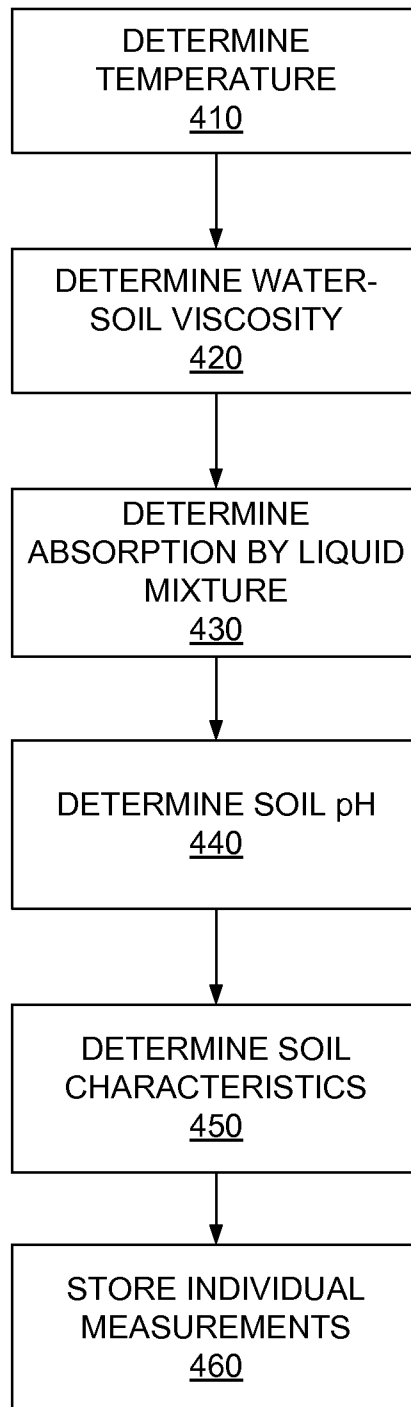 DETERMINE
TEMPERATURE
410
DETERMINE WATER-
SOIL VISCOSITY
420
DETERMINE
ABSORPTION BY LIQUID
MIXTURE
430
DETERMINE SOIL pH
440
DETERMINE SOIL
CHARACTERISTICS
450
STORE INDIVIDUAL
MEASUREMENTS
460